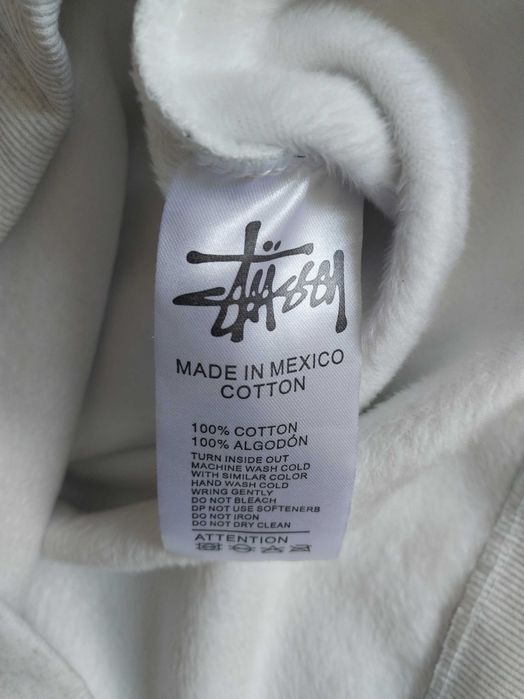 Stüssy
MADE IN MEXICO
COTTON
100% COTTON
100% ALGODÓN
TURN INSIDE OUT
MACHINE WASH COLD
WITH SIMILAR COLOR
HAND WASH COLD
WRING GENTLY
DO NOT BLEACH
DP NOT USE SOFTENERB
DO NOT IRON
DO NOT DRY CLEAN
ATTENTION